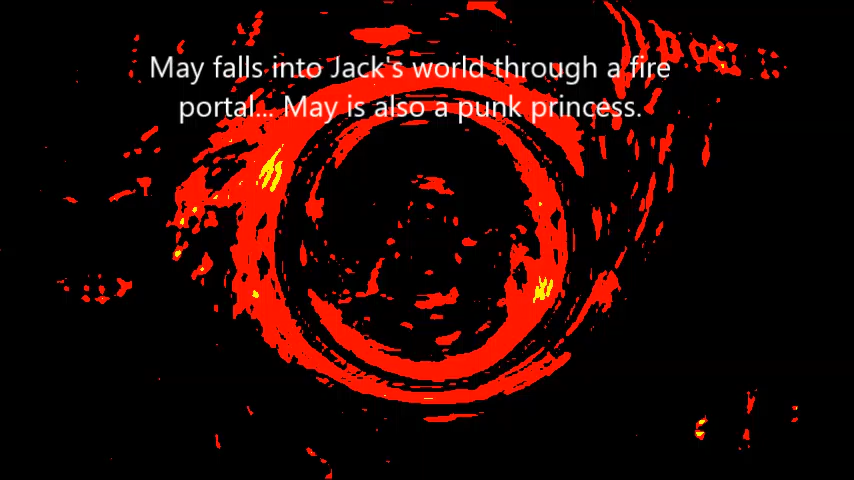 May falls into Jack's world through a fire
portal... May is also a punk princess.